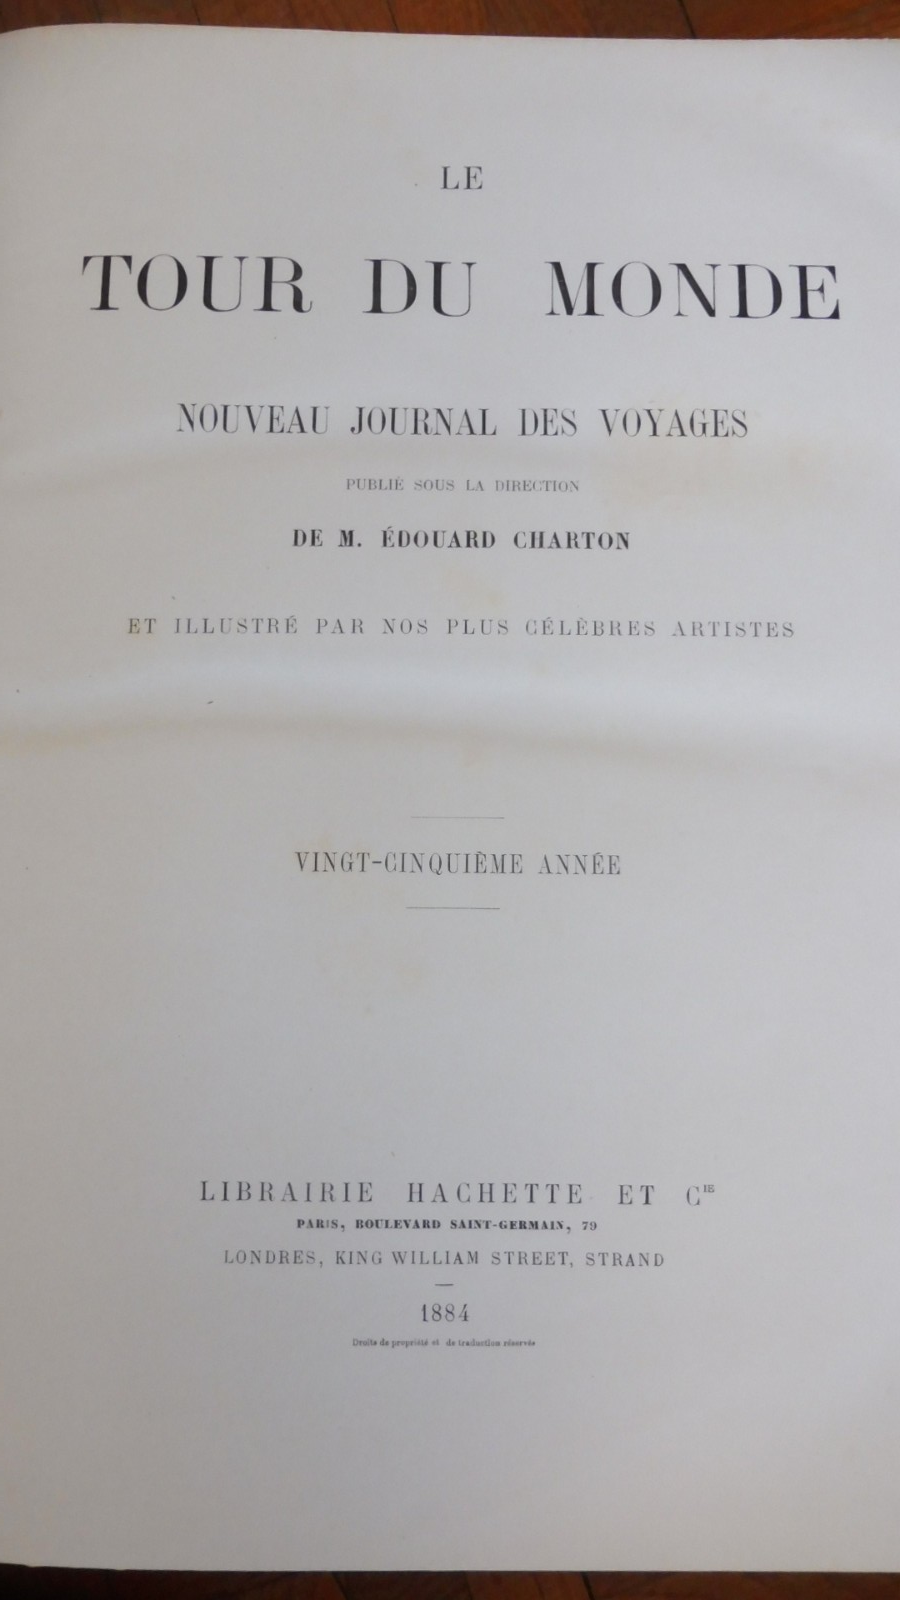 LE
TOUR DU MONDE
NOUVEAU JOURNAL DES VOYAGES
PUBLIÉ SOUS LA DIRECTION
DE M. ÉDOUARD CHARTON
ET ILLUSTRÉ PAR NOS PLUS CÉLÈBRES ARTISTES
VINGT-CINQUIÈME ANNÉE
LIBRAIRIE HACHETTE ET CIE
PARIS, BOULEVARD SAINT-GERMAIN, 79
LONDRES, KING WILLIAM STREET, STRAND
1884
Droits de propriété et de traduction réservés